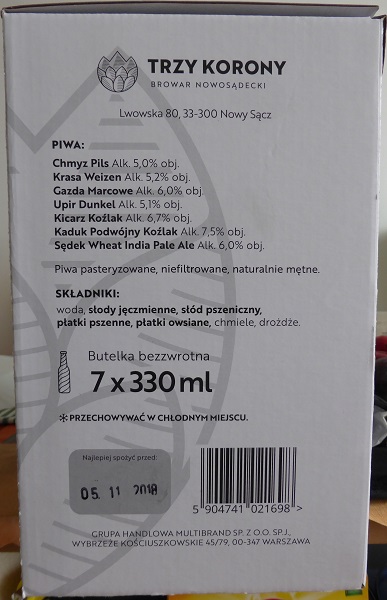 TRZY KORONY
BROWAR NOWOSĄDECKI
Lwowska 80, 33-300 Nowy Sącz
PIWA:
Chmyz Pils Alk. 5,0% obj.
Krasa Weizen Alk. 5,2% obj.
Gazda Marcowe Alk. 6,0% obj.
Upir Dunkel Alk. 5,1% obj.
Kicarz Koźlak Alk. 6,7% obj.
Kaduk Podwójny Koźlak Alk. 7,5% obj.
Sędek Wheat India Pale Ale Alk. 6,0% obj.
Piwa pasteryzowane, niefiltrowane, naturalnie mętne.
SKŁADNIKI:
woda, słody jęczmienne, słód pszeniczny,
płatki pszenne, płatki owsiane, chmiele, drożdże.
Butelka bezzwrotna
7 x 330 ml
* PRZECHOWYWAĆ W CHŁODNYM MIEJSCU.
Najlepiej spożyć przed:
05. 11 2018
5 904741 021698 >
GRUPA HANDLOWA MULTIBRAND SP. Z O.O. SP.J.,
WYBRZEŻE KOŚCIUSZKOWSKIE 45/79, 00-347 WARSZAWA